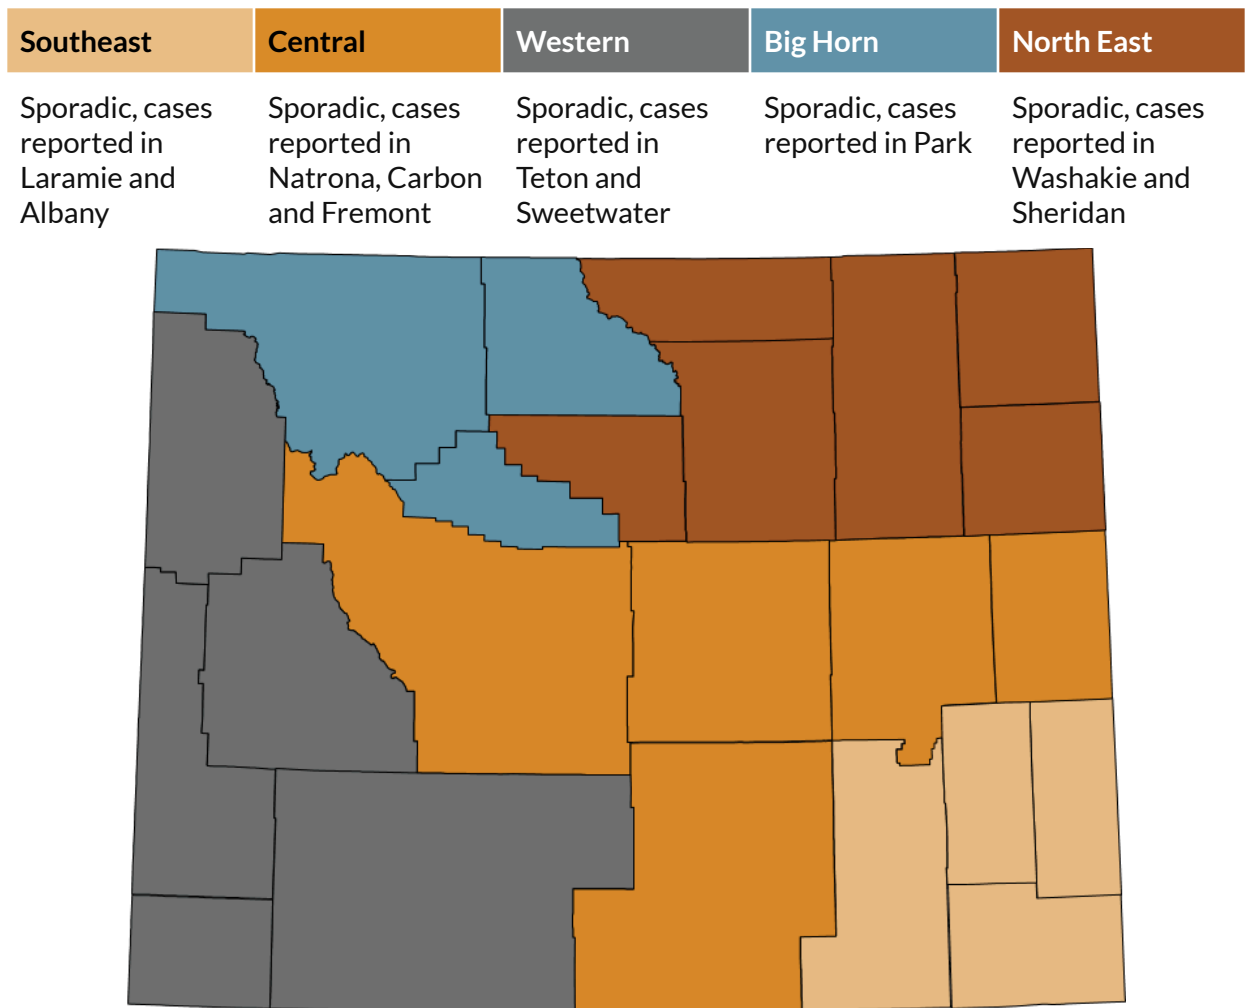 Southeast
Central
Western
Big Horn
North East
Sporadic, cases
reported in
Laramie and
Albany
Sporadic, cases
reported in
Natrona, Carbon
and Fremont
Sporadic, cases
reported in
Teton and
Sweetwater
Sporadic, cases
reported in Park
Sporadic, cases
reported in
Washakie and
Sheridan